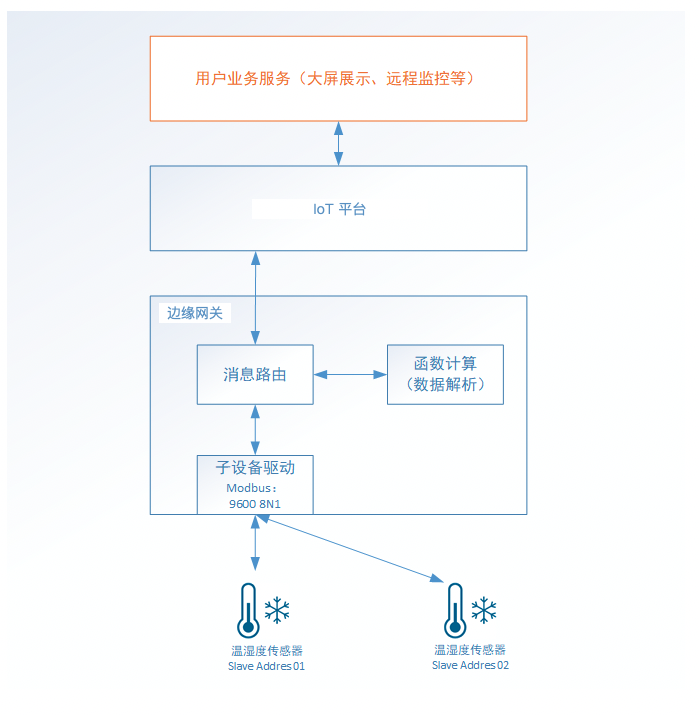 用户业务服务（大屏展示、远程监控等）
IoT 平台
边缘网关
消息路由
函数计算
（数据解析）
子设备驱动
Modbus：
9600 8N1
温湿度传感器
Slave Addres 01
温湿度传感器
Slave Addres 02